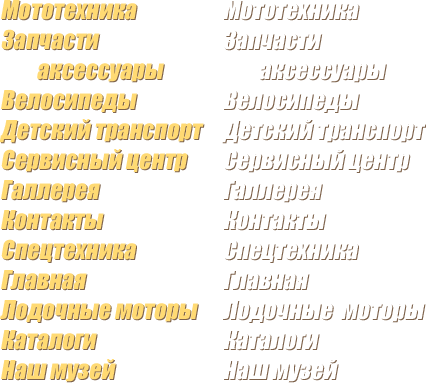 Мототехника Мототехника
Запчасти Запчасти
аксессуары аксессуары
Велосипеды Велосипеды
Детский транспорт Детский транспорт
Сервисный центр Сервисный центр
Галлерея Галлерея
Контакты Контакты
Спецтехника Спецтехника
Главная Главная
Лодочные моторы Лодочные моторы
Каталоги Каталоги
Наш музей Наш музей